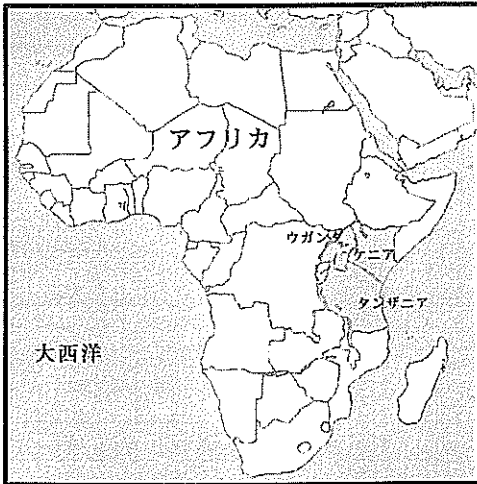 アフリカ
ウガンダ
ケニア
タンザニア
大西洋